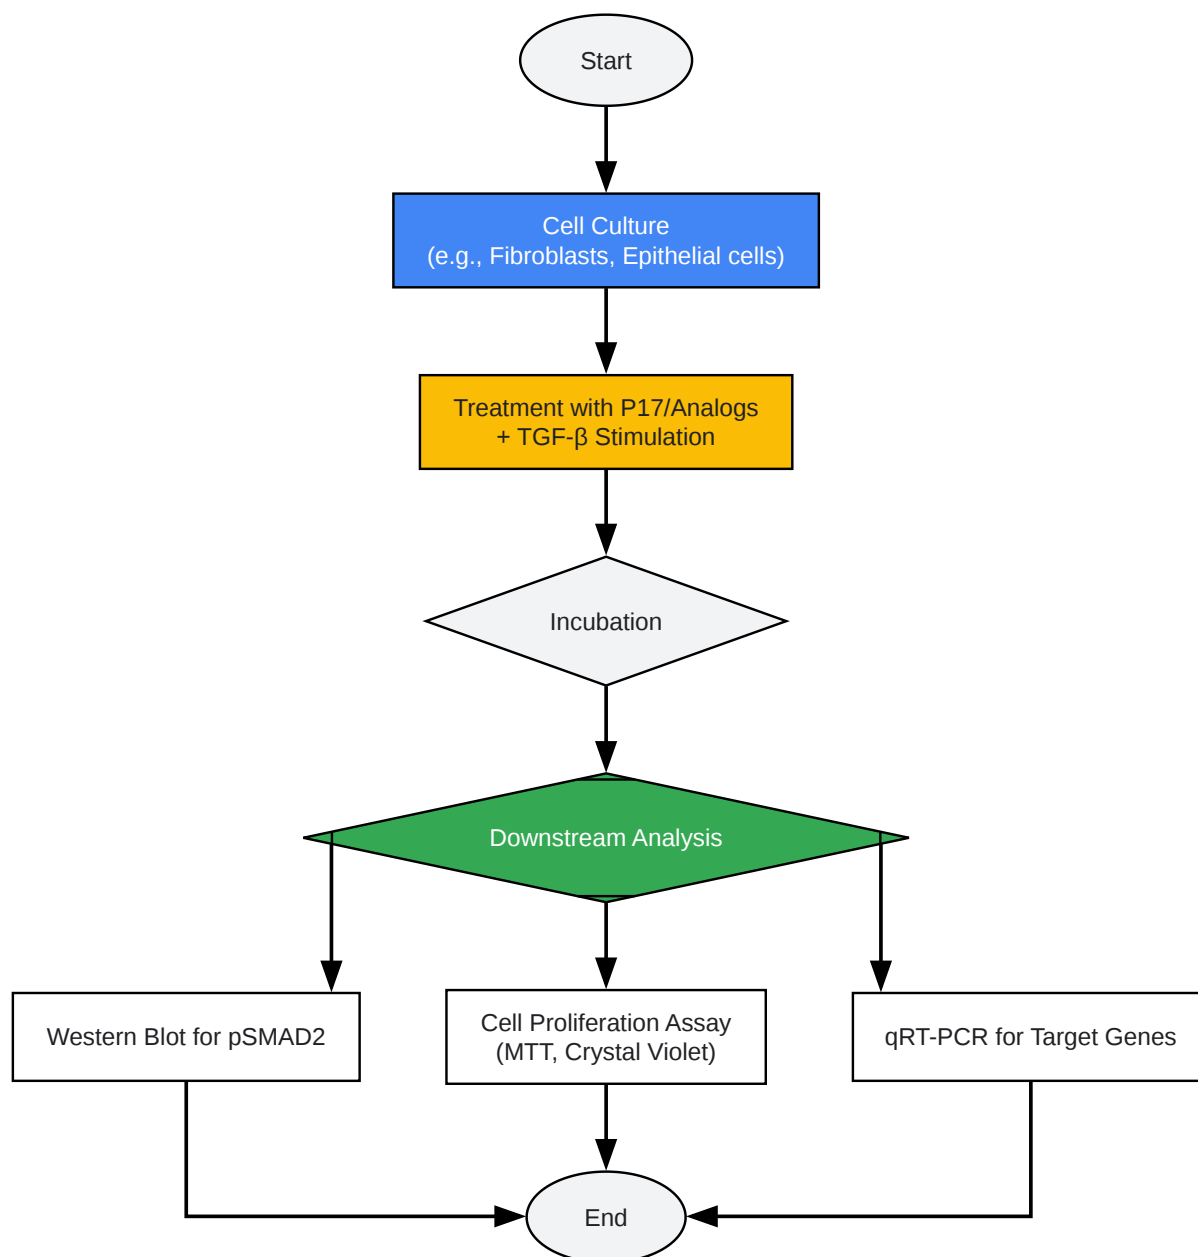 Start
Cell Culture
(e.g., Fibroblasts, Epithelial cells)
Treatment with P17/Analogs
+ TGF-β Stimulation
Incubation
Downstream Analysis
Western Blot for pSMAD2
Cell Proliferation Assay
(MTT, Crystal Violet)
qRT-PCR for Target Genes
End